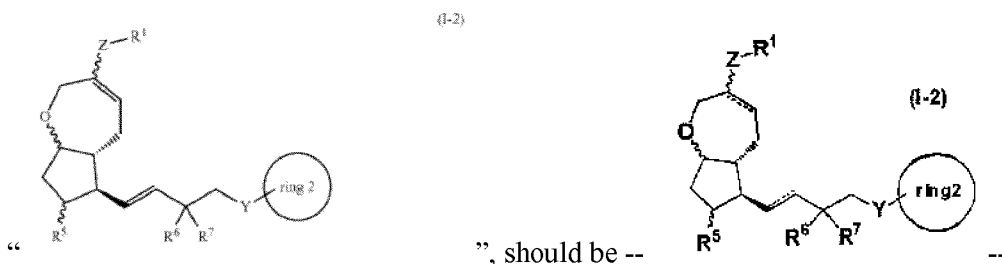 (I-2)
Z R¹
O
ring 2
Y
R⁵ R⁶ R⁷
“ ”, should be --
Z R¹
(I-2)
O
ring2
Y
R⁵ R⁶ R⁷
--